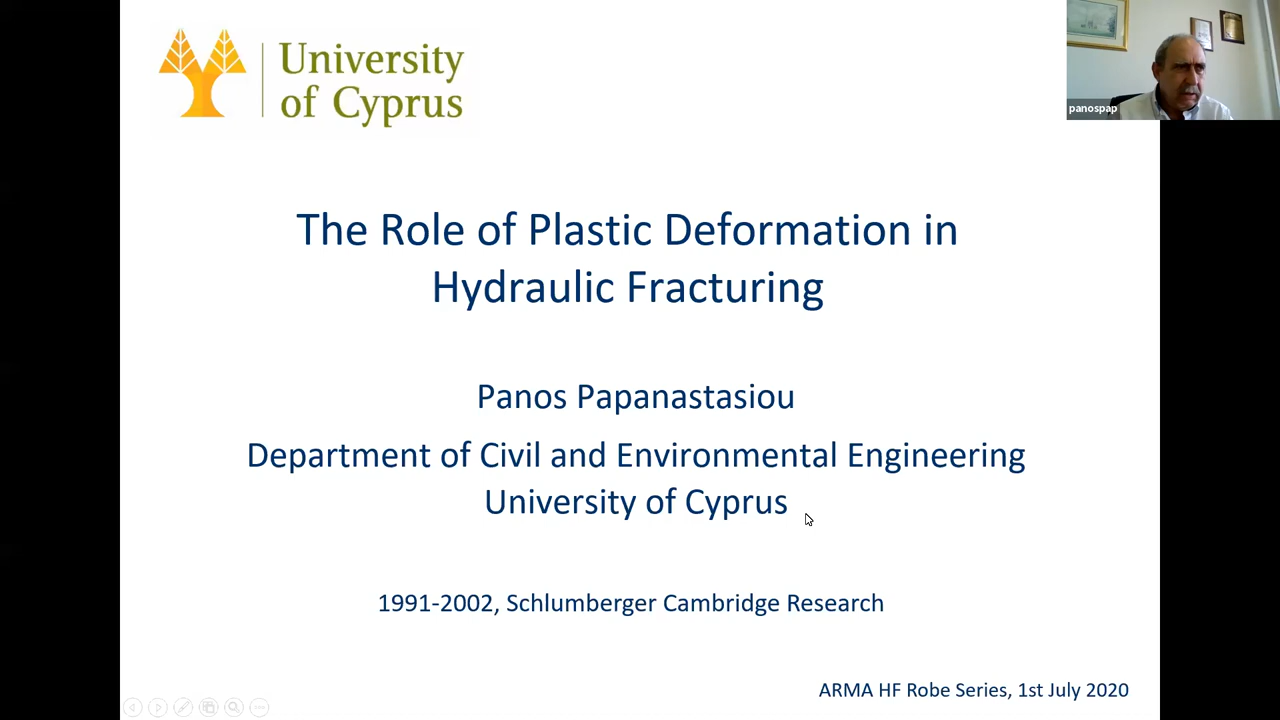 University
of Cyprus
panospap
The Role of Plastic Deformation in
Hydraulic Fracturing
Panos Papanastasiou
Department of Civil and Environmental Engineering
University of Cyprus
1991-2002, Schlumberger Cambridge Research
ARMA HF Robe Series, 1st July 2020